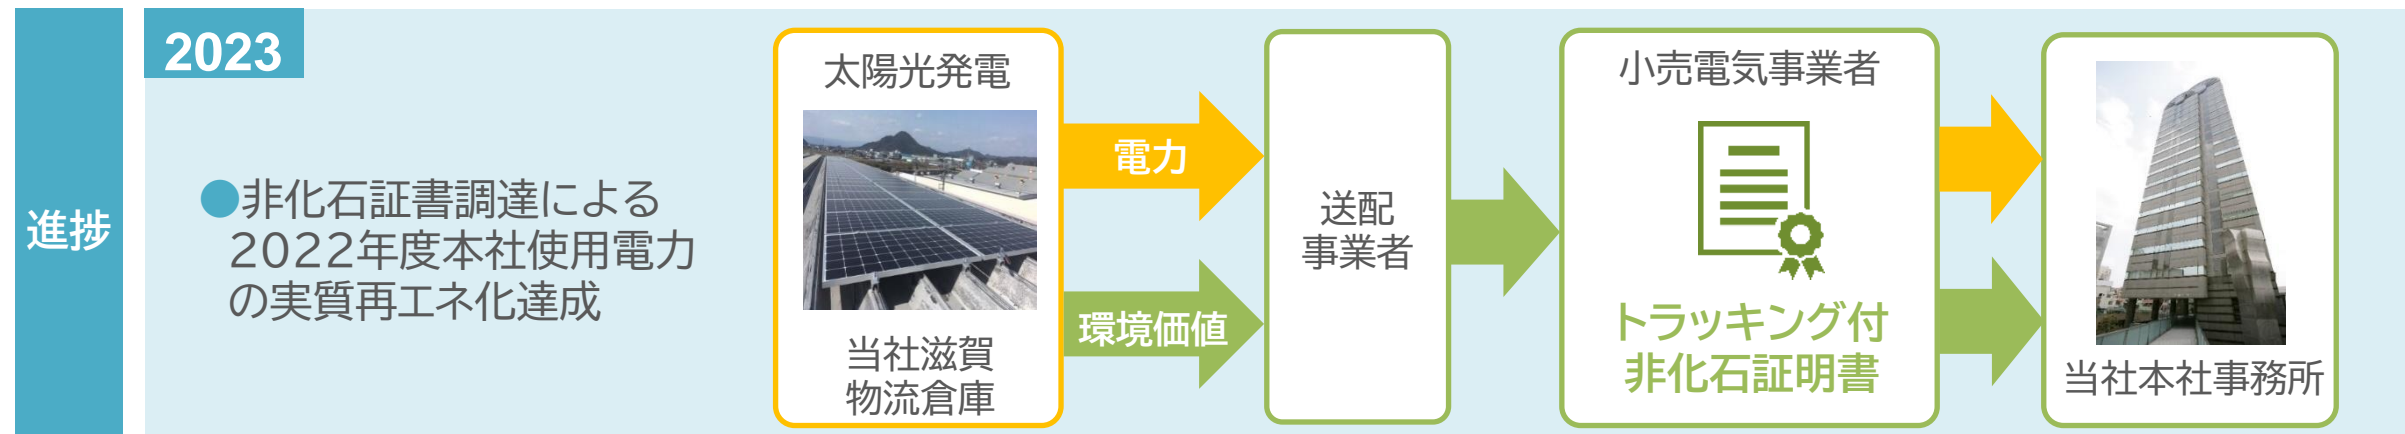 進捗
2023
●非化石証書調達による
2022年度本社使用電力
の実質再エネ化達成
太陽光発電
当社滋賀
物流倉庫
電力
環境価値
送配
事業者
小売電気事業者
トラッキング付
非化石証明書
当社本社事務所